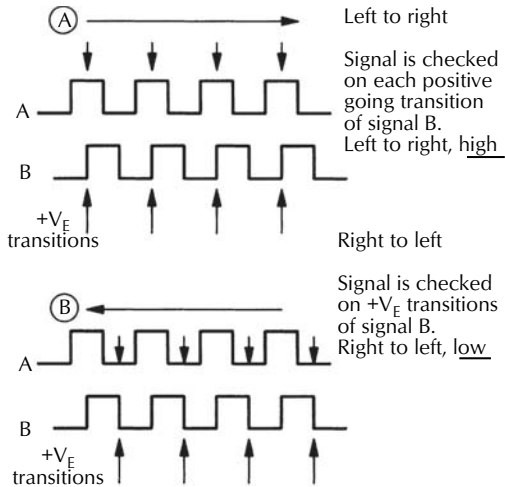 A
Left to right
Signal is checked
on each positive
going transition
of signal B.
Left to right, high
A
B
+VE
transitions
Right to left
B
Signal is checked
on +VE transitions
of signal B.
Right to left, low
A
B
+VE
transitions